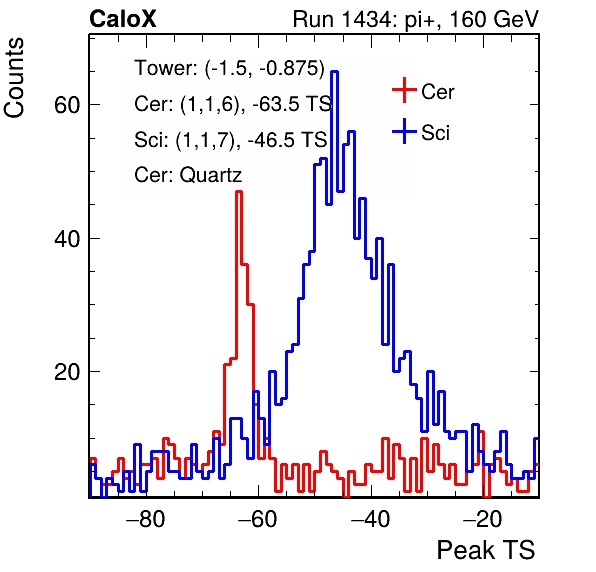 CaloX Run 1434: pi+, 160 GeV
Counts
Tower: (-1.5, -0.875)
Cer: (1,1,6), -63.5 TS
Sci: (1,1,7), -46.5 TS
Cer: Quartz
Cer
Sci
60
40
20
−80 −60 −40 −20
Peak TS